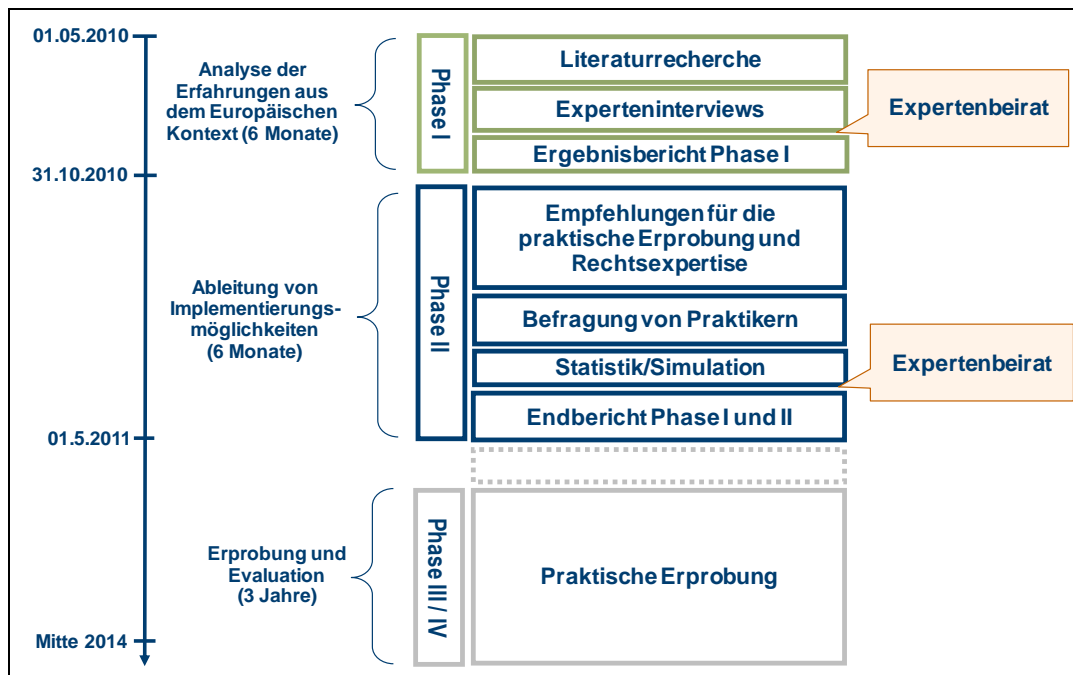 01.05.2010
Analyse der
Erfahrungen aus
dem Europäischen
Kontext (6 Monate)
Phase I
Literaturrecherche
Experteninterviews
Ergebnisbericht Phase I
Expertenbeirat
31.10.2010
Ableitung von
Implementierungs-
möglichkeiten
(6 Monate)
Phase II
Empfehlungen für die
praktische Erprobung und
Rechtsexpertise
Befragung von Praktikern
Statistik/Simulation
Endbericht Phase I und II
Expertenbeirat
01.5.2011
Erprobung und
Evaluation
(3 Jahre)
Phase III / IV
Praktische Erprobung
Mitte 2014